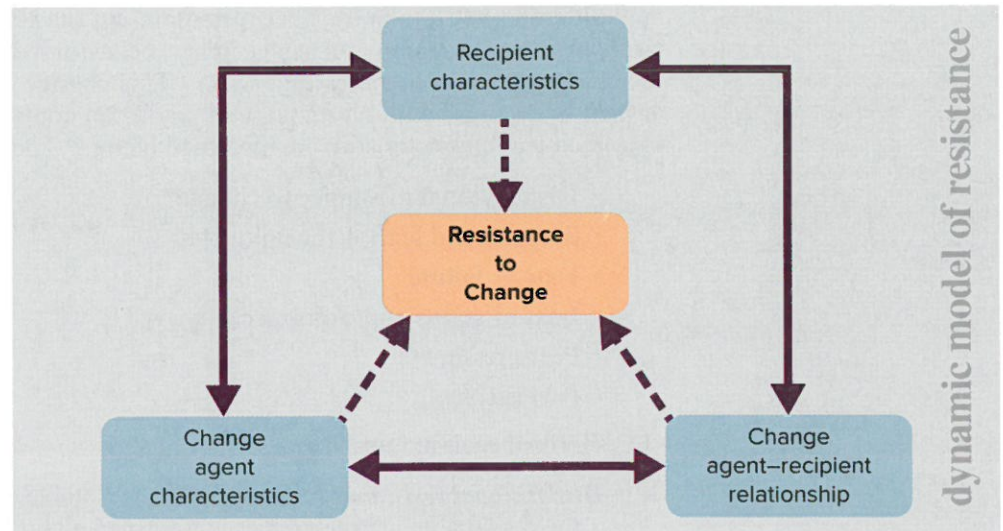 Recipient
characteristics
Resistance
to
Change
Change
agent
characteristics
Change
agent–recipient
relationship
dynamic model of resistance